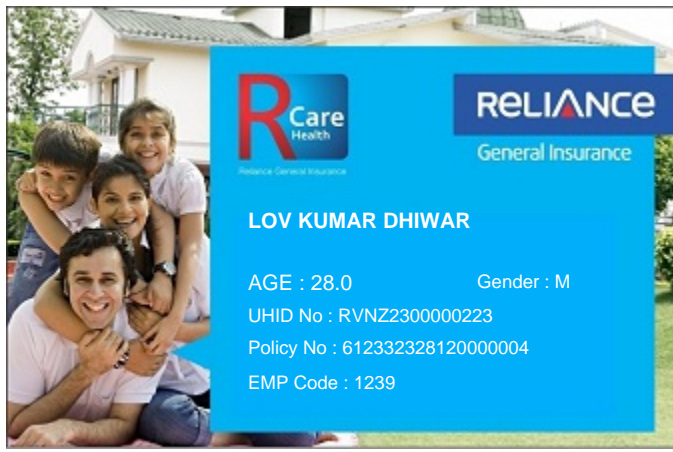 RCare
Health
Reliance General Insurance
RELIANCE
General Insurance
LOV KUMAR DHIWAR
AGE : 28.0 Gender : M
UHID No : RVNZ2300000223
Policy No : 612332328120000004
EMP Code : 1239